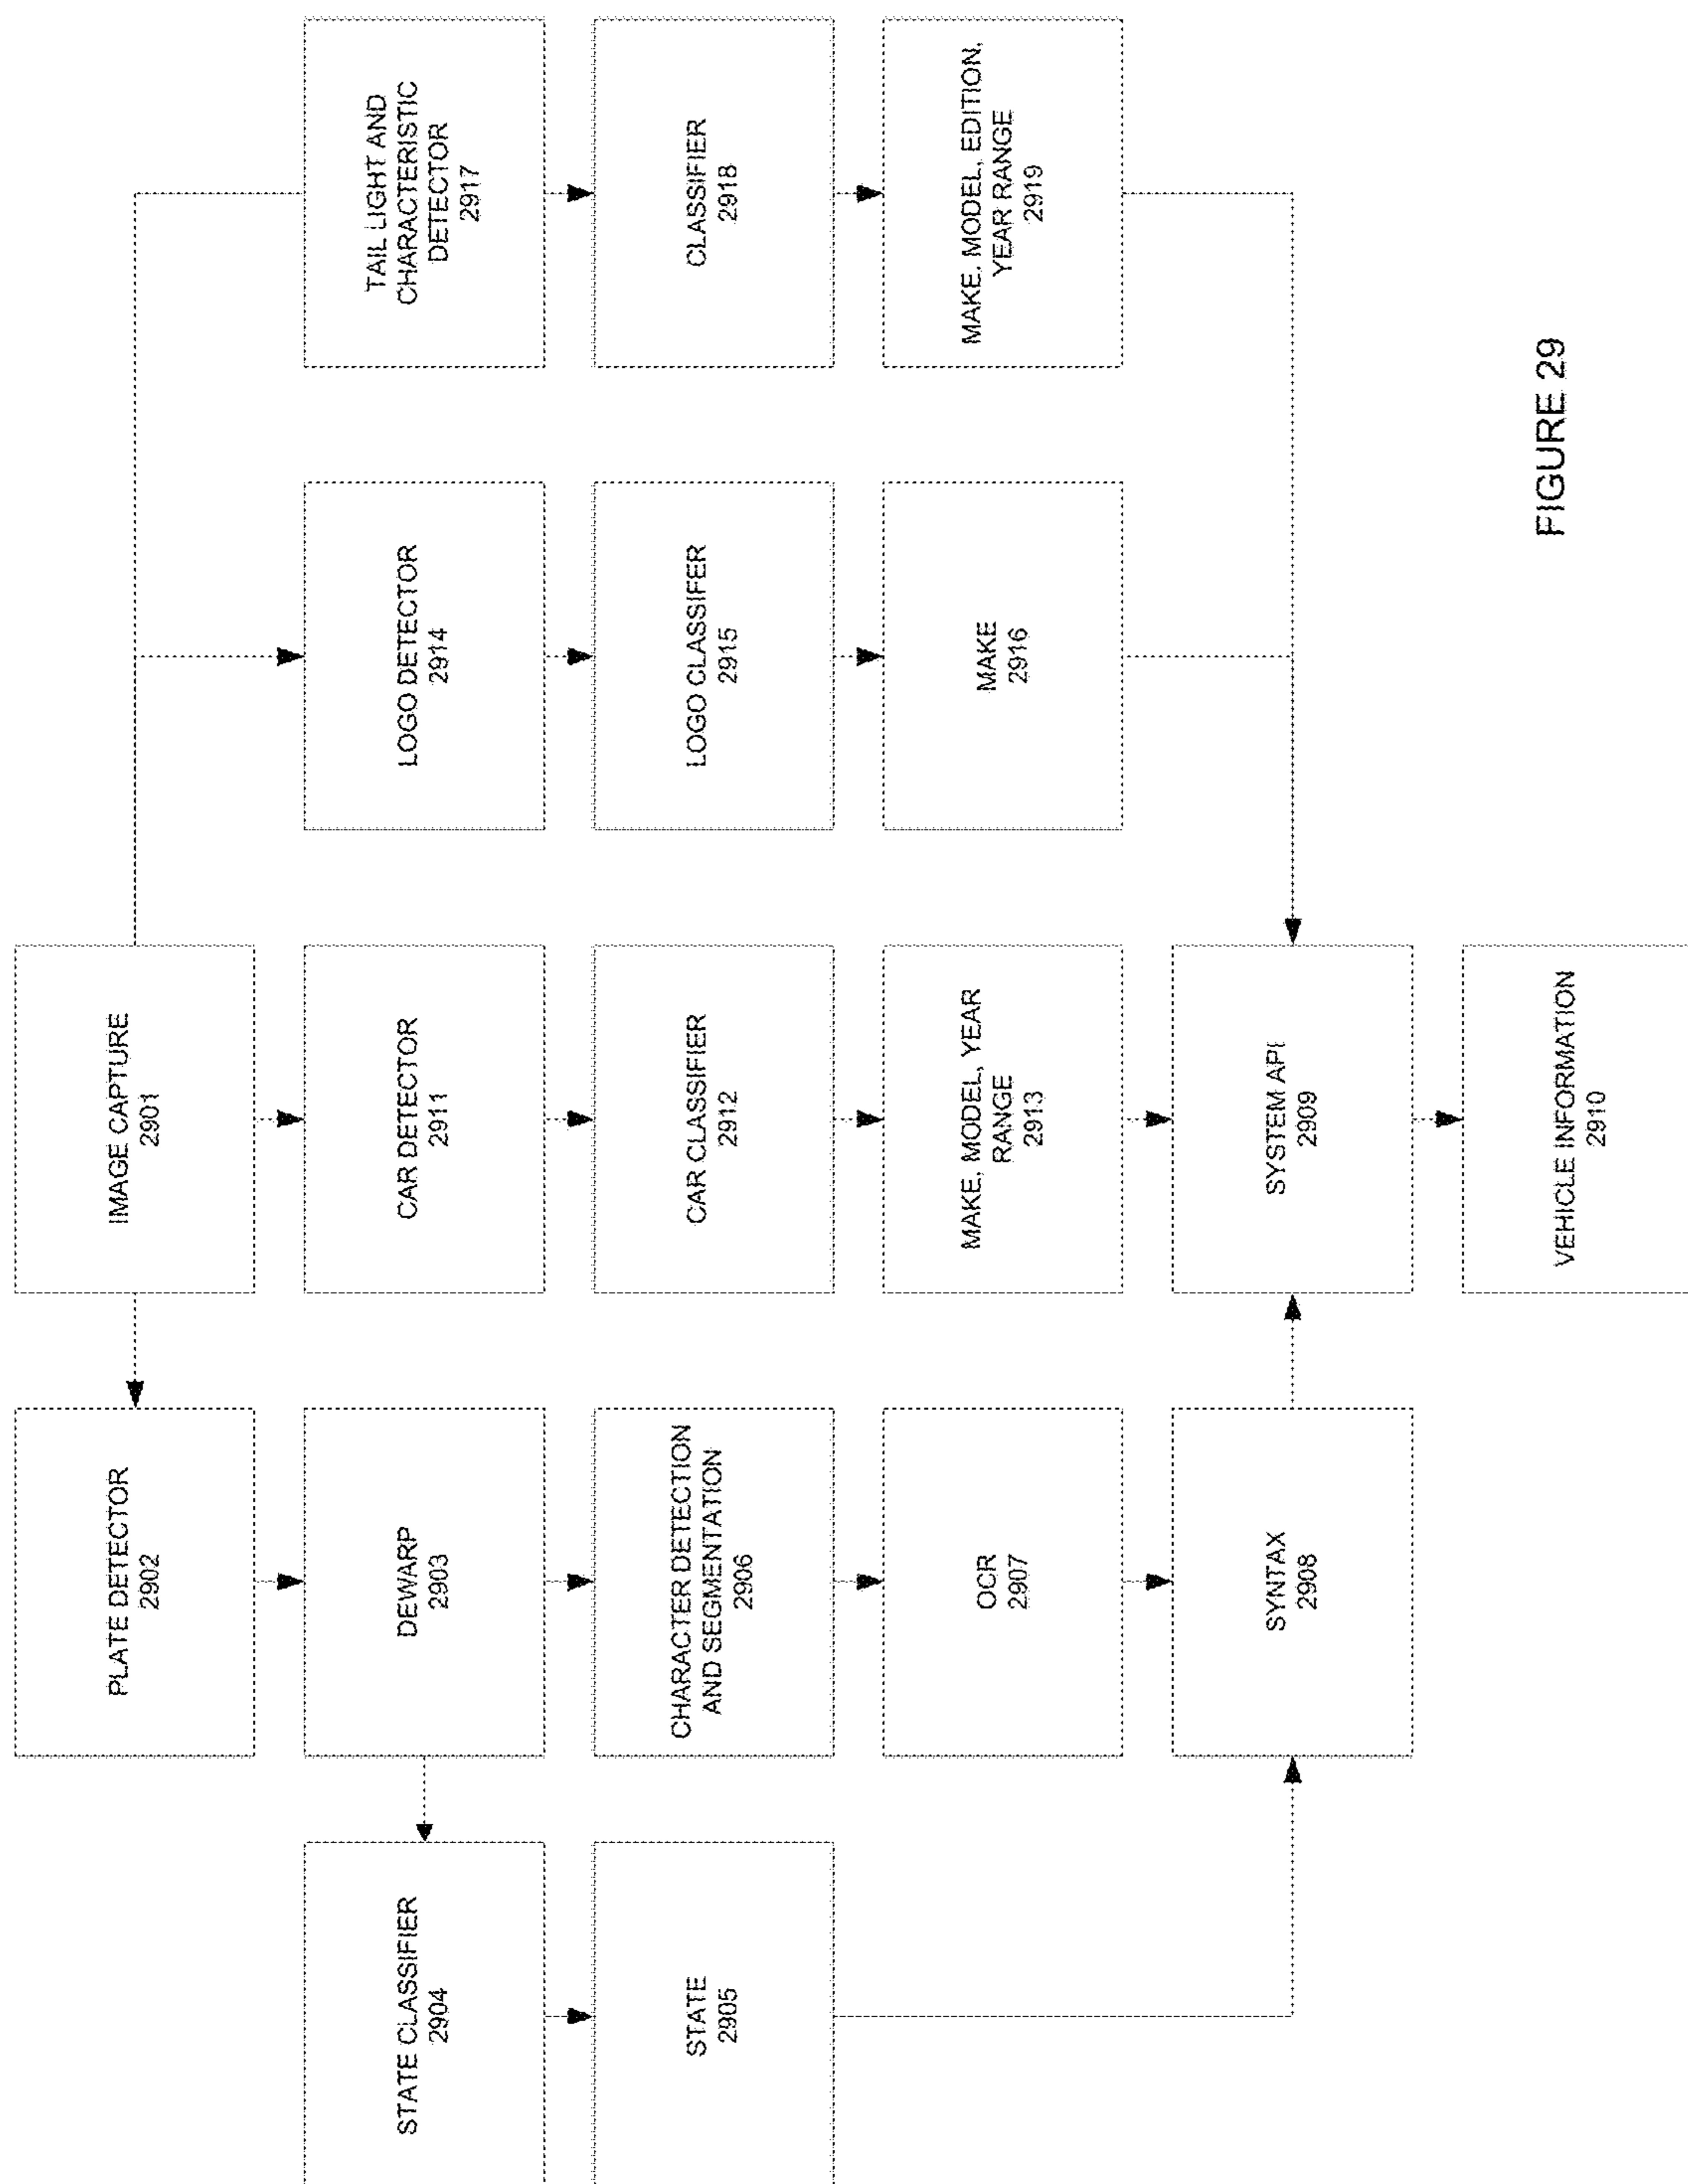 IMAGE CAPTURE
2901
PLATE DETECTOR
2902
DEWARP
2903
STATE CLASSIFIER
2904
STATE
2905
CHARACTER DETECTION
AND SEGMENTATION
2906
OCR
2907
SYNTAX
2908
SYSTEM API
2909
VEHICLE INFORMATION
2910
CAR DETECTOR
2911
CAR CLASSIFIER
2912
MAKE, MODEL, YEAR
RANGE
2913
LOGO DETECTOR
2914
LOGO CLASSIFER
2915
MAKE
2916
TAIL LIGHT AND
CHARACTERISTIC
DETECTOR
2917
CLASSIFIER
2918
MAKE, MODEL, EDITION,
YEAR RANGE
2919
FIGURE 29